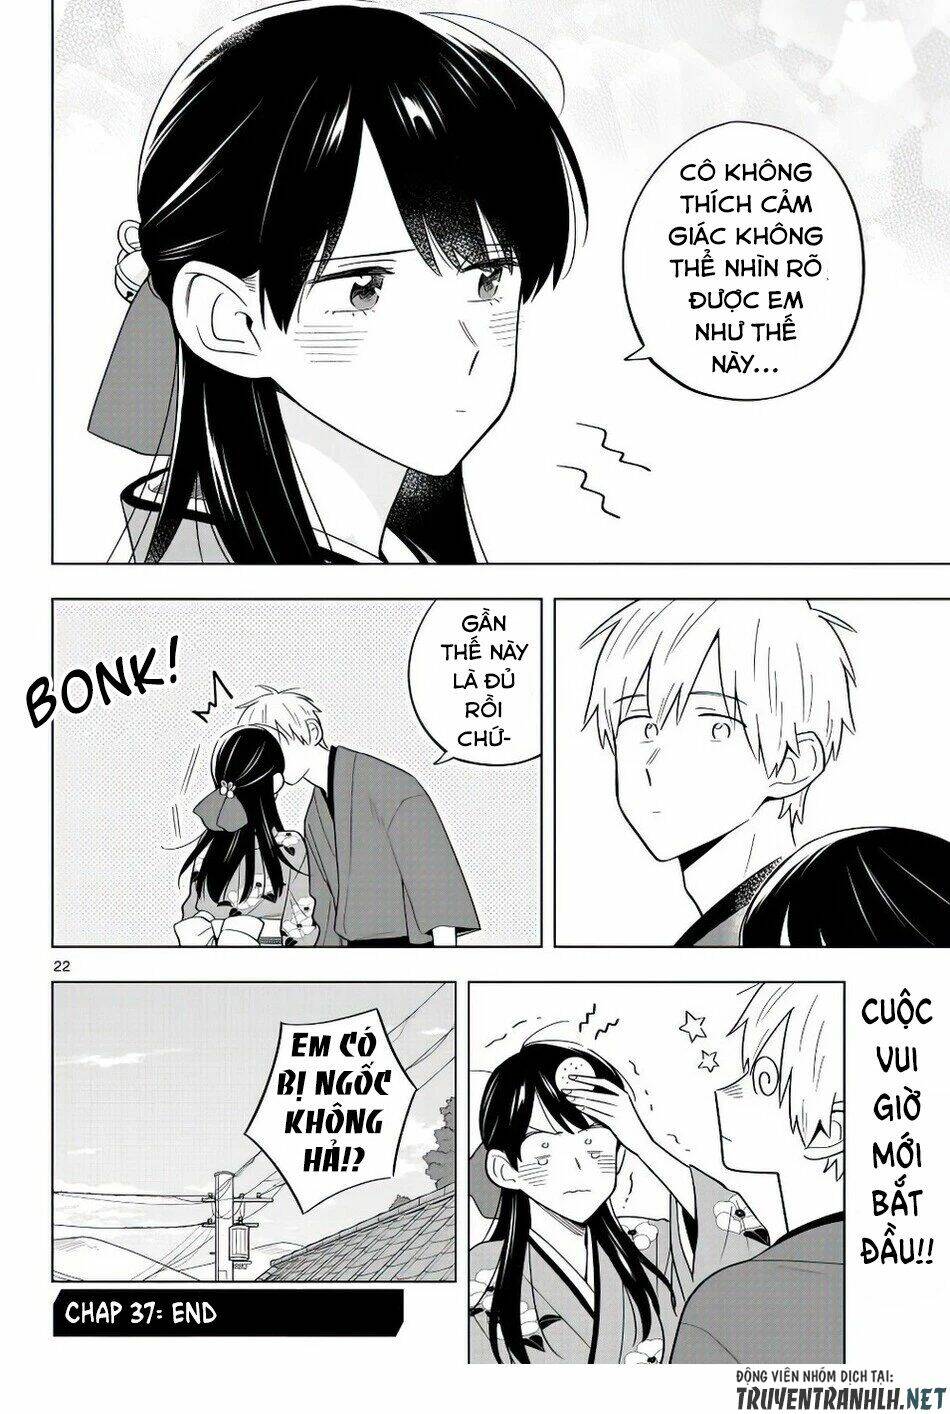 CÔ KHÔNG
THÍCH CẢM
GIÁC KHÔNG
THỂ NHÌN RÕ
ĐƯỢC EM
NHƯ THẾ
NÀY...
BONK!
GẦN
THẾ NÀY
LÀ ĐỦ
RỒI
CHỨ-
22
EM CÓ
BỊ NGỐC
KHÔNG
HẢ!?
CUỘC
VUI
GIỜ
MỚI
BẮT
ĐẦU!!
CHAP 37: END
ĐỘNG VIÊN NHÓM DỊCH TẠI:
TRUYENTRANHLH.NET